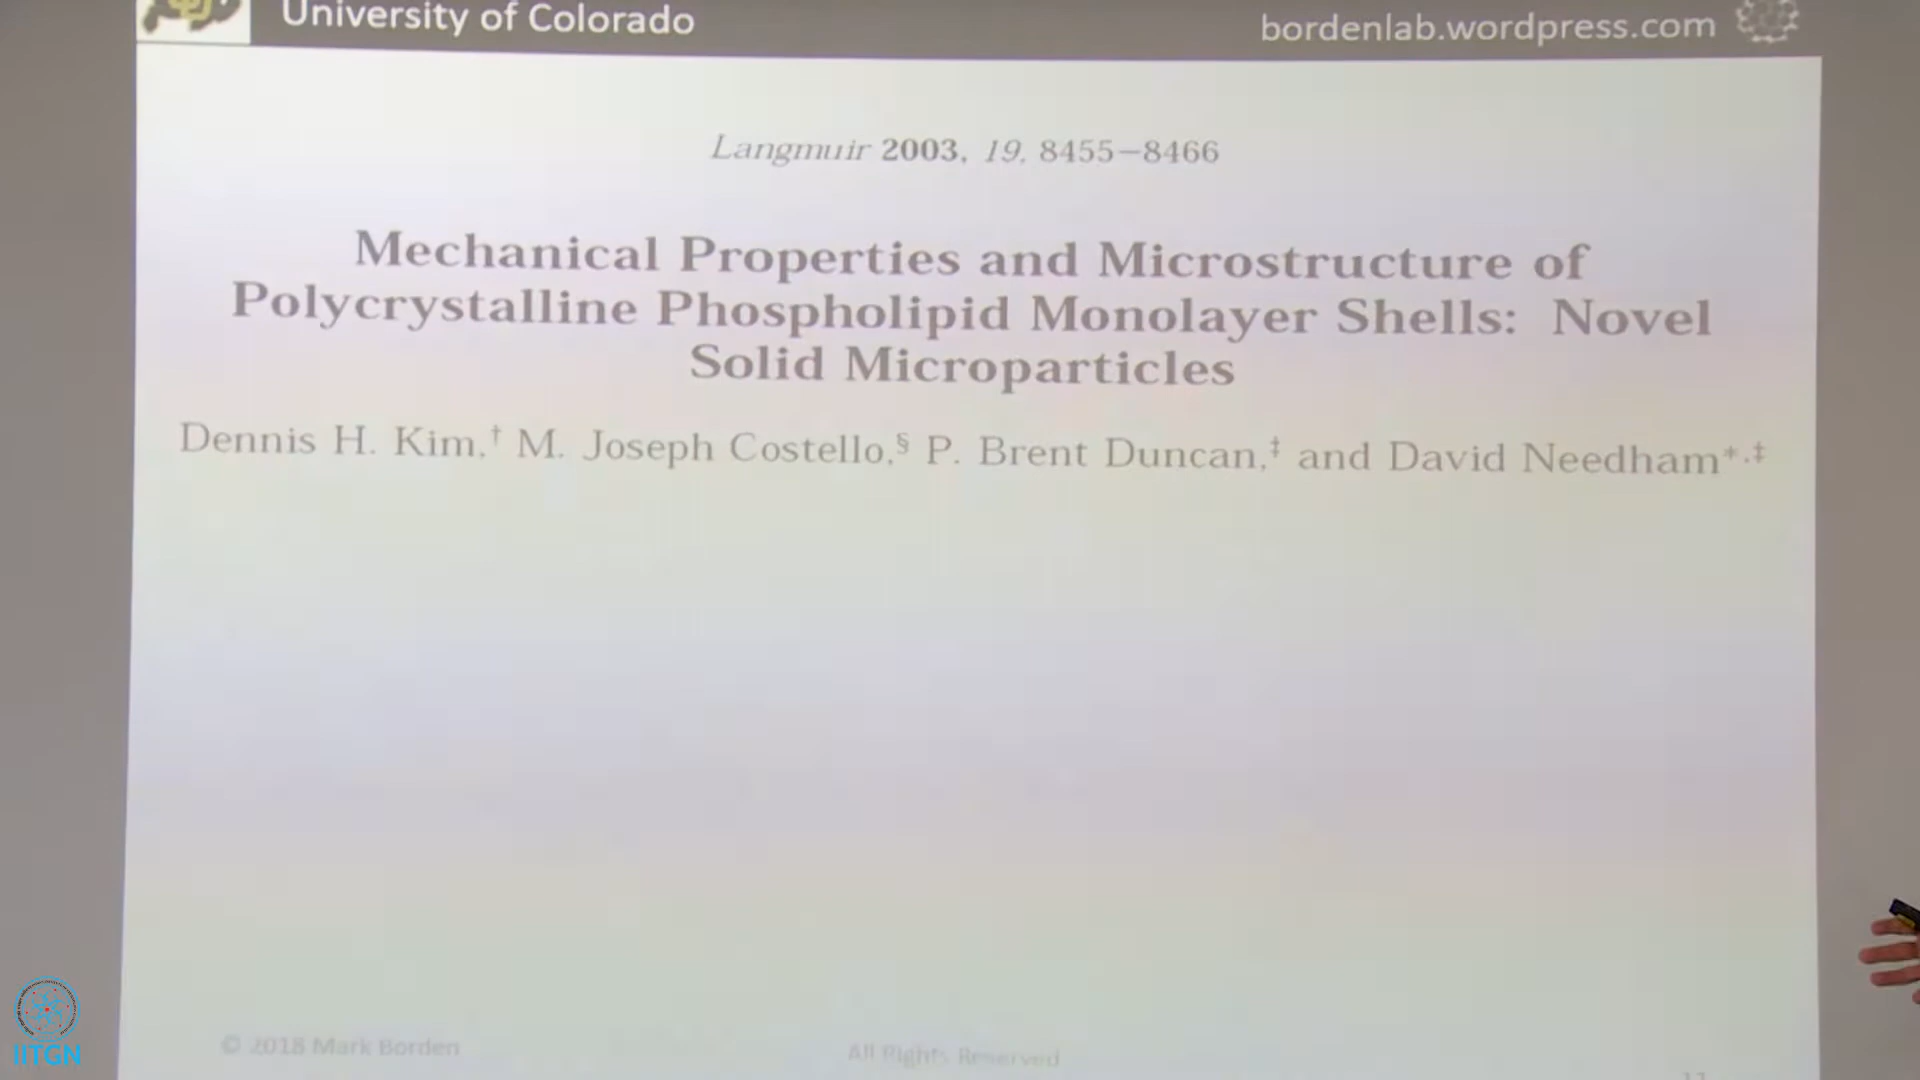 University of Colorado
bordenlab.wordpress.com
Langmuir 2003, 19, 8455–8466
Mechanical Properties and Microstructure of
Polycrystalline Phospholipid Monolayer Shells: Novel
Solid Microparticles
Dennis H. Kim,† M. Joseph Costello,§ P. Brent Duncan,‡ and David Needham*,‡
© 2018 Mark Borden
All Rights Reserved
IITGN